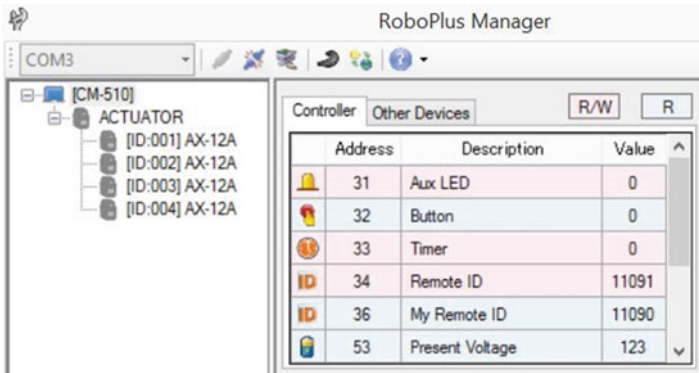 RoboPlus Manager
COM3
[CM-510]
ACTUATOR
[ID:001] AX-12A
[ID:002] AX-12A
[ID:003] AX-12A
[ID:004] AX-12A
Controller Other Devices R/W R
Address Description Value
31 Aux LED 0
32 Button 0
33 Timer 0
ID 34 Remote ID 11091
ID 36 My Remote ID 11090
53 Present Voltage 123